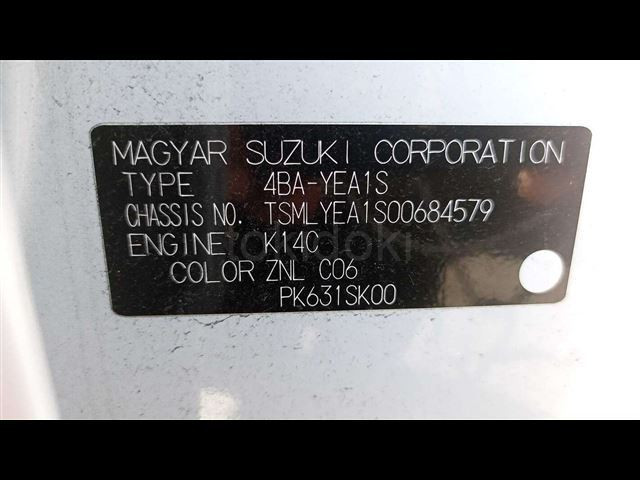 MAGYAR SUZUKI CORPORATION
TYPE 4BA-YEA1S
CHASSIS NO. TSMLYEA1S00684579
ENGINE K14C
COLOR ZNL C06
PK631SK00